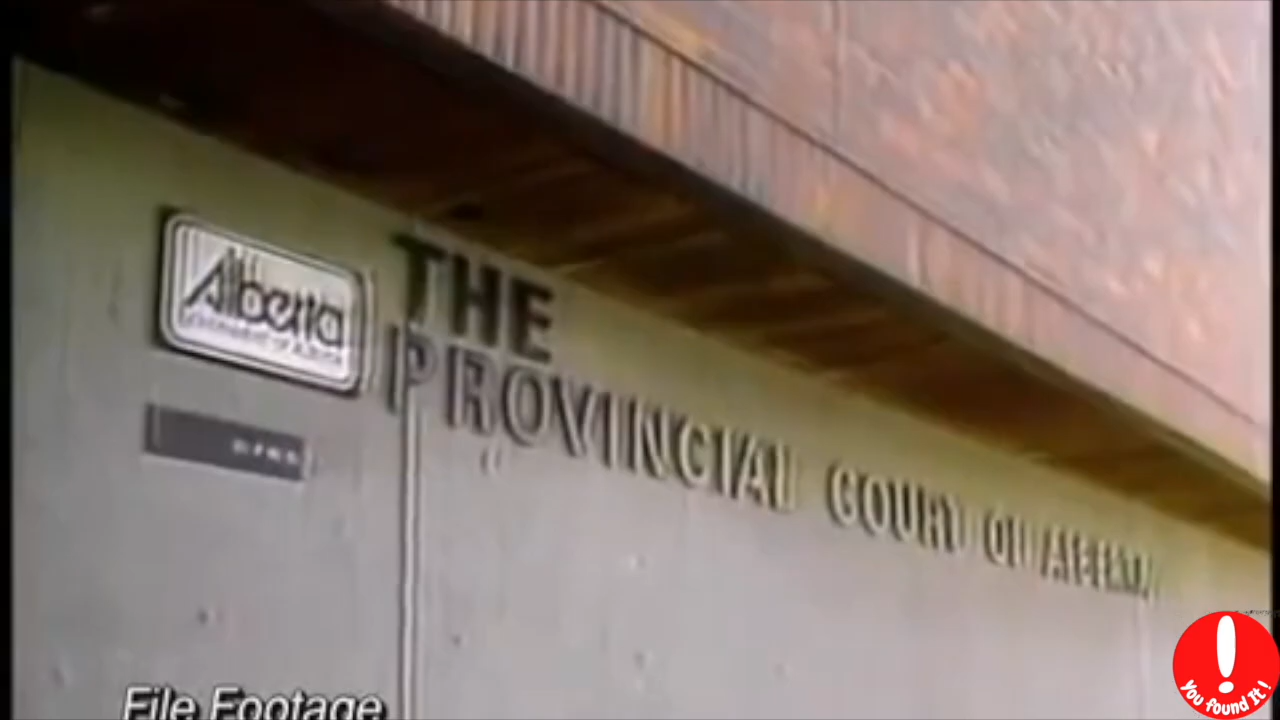 Alberta
THE
PROVINCIAL COURT OF ALBERTA
File Footage
!
You found It!